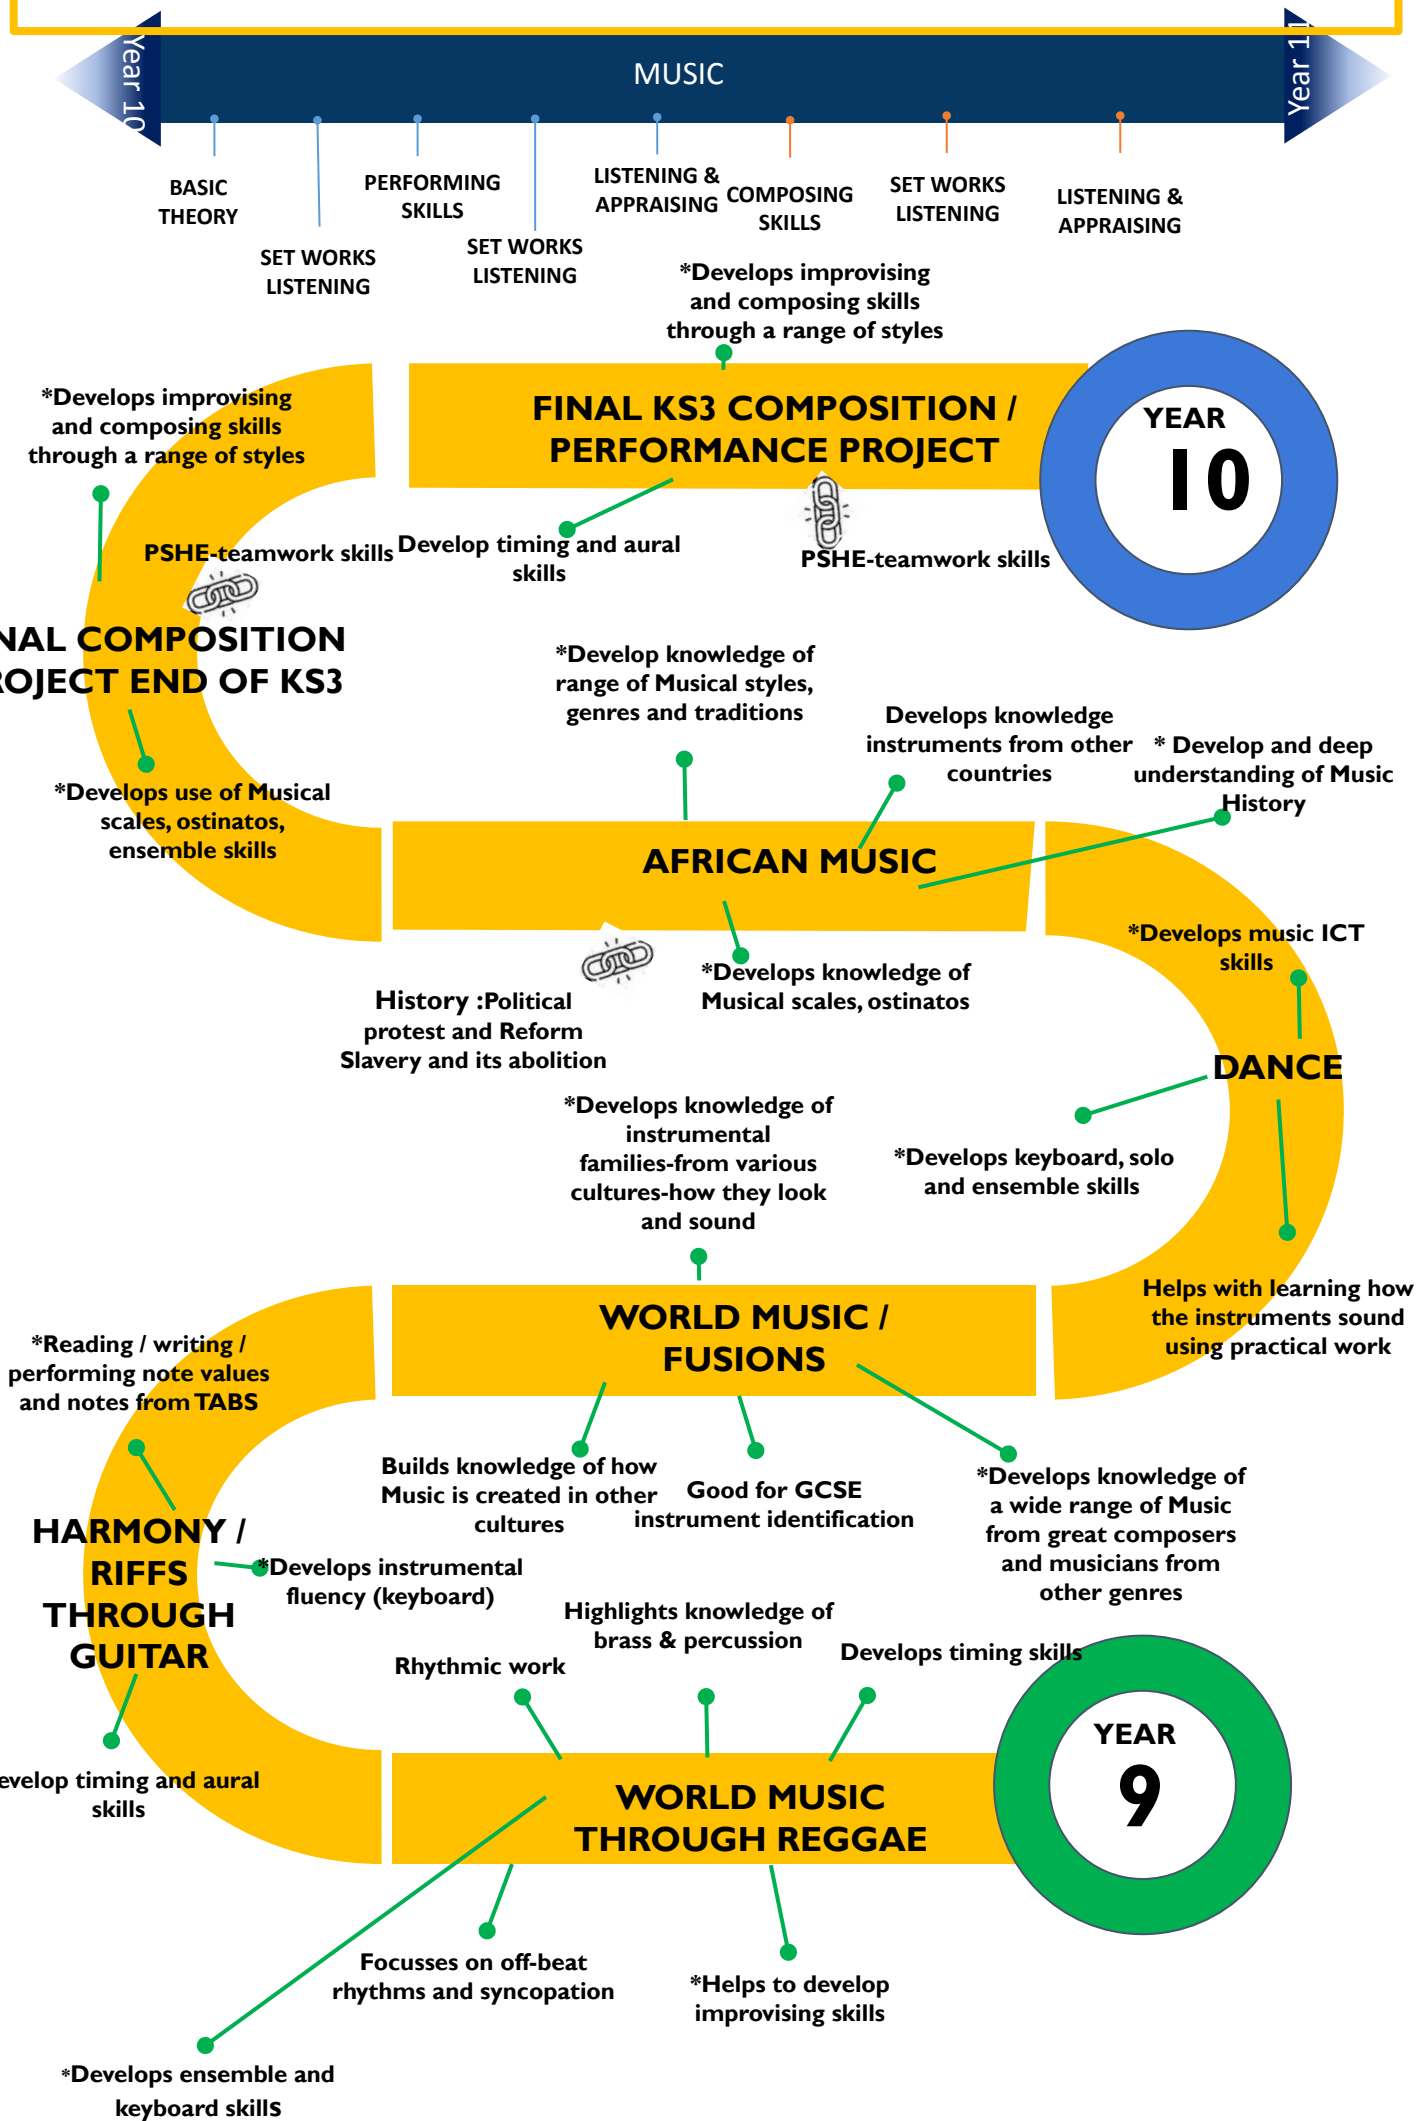 Year 10
MUSIC
Year 11
BASIC
THEORY
SET WORKS
LISTENING
PERFORMING
SKILLS
SET WORKS
LISTENING
LISTENING &
APPRAISING
COMPOSING
SKILLS
SET WORKS
LISTENING
LISTENING &
APPRAISING
*Develops improvising
and composing skills
through a range of styles
FINAL KS3 COMPOSITION /
PERFORMANCE PROJECT
YEAR
10
*Develops improvising
and composing skills
through a range of styles
PSHE-teamwork skills
Develop timing and aural
skills
PSHE-teamwork skills
NAL COMPOSITION
ROJECT END OF KS3
*Develops use of Musical
scales, ostinatos,
ensemble skills
*Develop knowledge of
range of Musical styles,
genres and traditions
Develops knowledge
instruments from other
countries
* Develop and deep
understanding of Music
History
AFRICAN MUSIC
History :Political
protest and Reform
Slavery and its abolition
*Develops knowledge of
Musical scales, ostinatos
*Develops music ICT
skills
DANCE
*Develops keyboard, solo
and ensemble skills
Helps with learning how
the instruments sound
using practical work
*Develops knowledge of
instrumental
families-from various
cultures-how they look
and sound
WORLD MUSIC /
FUSIONS
Builds knowledge of how
Music is created in other
cultures
Good for GCSE
instrument identification
*Develops knowledge of
a wide range of Music
from great composers
and musicians from
other genres
*Reading / writing /
performing note values
and notes from TABS
HARMONY /
RIFFS
THROUGH
GUITAR
*Develops instrumental
fluency (keyboard)
evelop timing and aural
skills
Rhythmic work
Highlights knowledge of
brass & percussion
Develops timing skills
WORLD MUSIC
THROUGH REGGAE
YEAR
9
Focusses on off-beat
rhythms and syncopation
*Helps to develop
improvising skills
*Develops ensemble and
keyboard skills